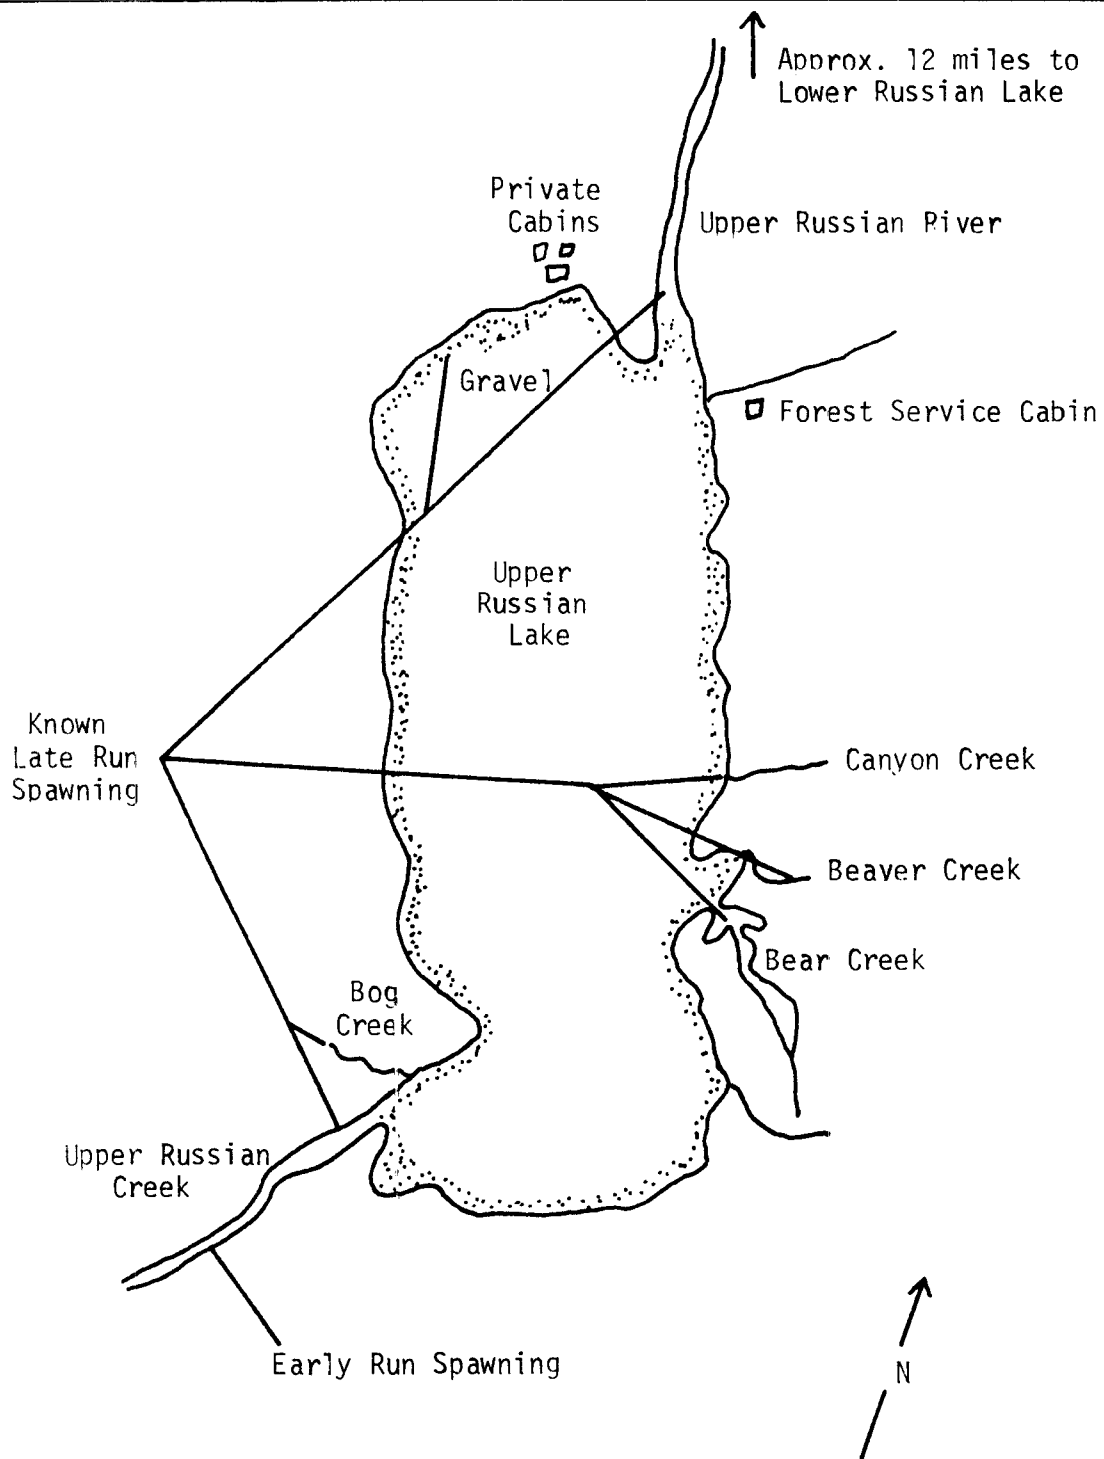 Approx. 12 miles to
Lower Russian Lake
Private
Cabins
Upper Russian River
Gravel
Forest Service Cabin
Upper
Russian
Lake
Known
Late Run
Spawning
Canyon Creek
Beaver Creek
Bear Creek
Bog
Creek
Upper Russian
Creek
Early Run Spawning
N